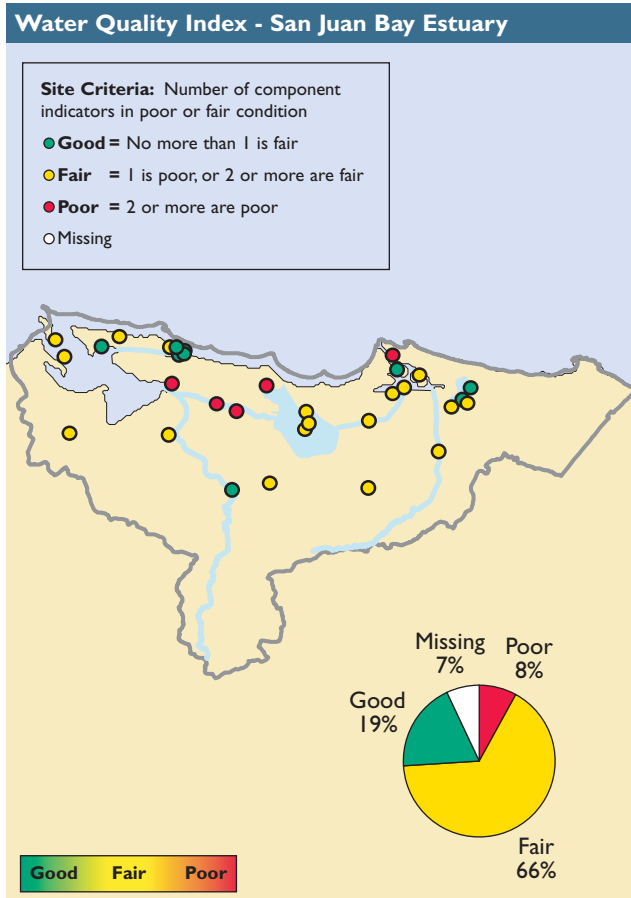 Water Quality Index - San Juan Bay Estuary
Site Criteria: Number of component
indicators in poor or fair condition
Good = No more than 1 is fair
Fair = 1 is poor, or 2 or more are fair
Poor = 2 or more are poor
Missing
Missing
7%
Poor
8%
Good
19%
Fair
66%
Good Fair Poor